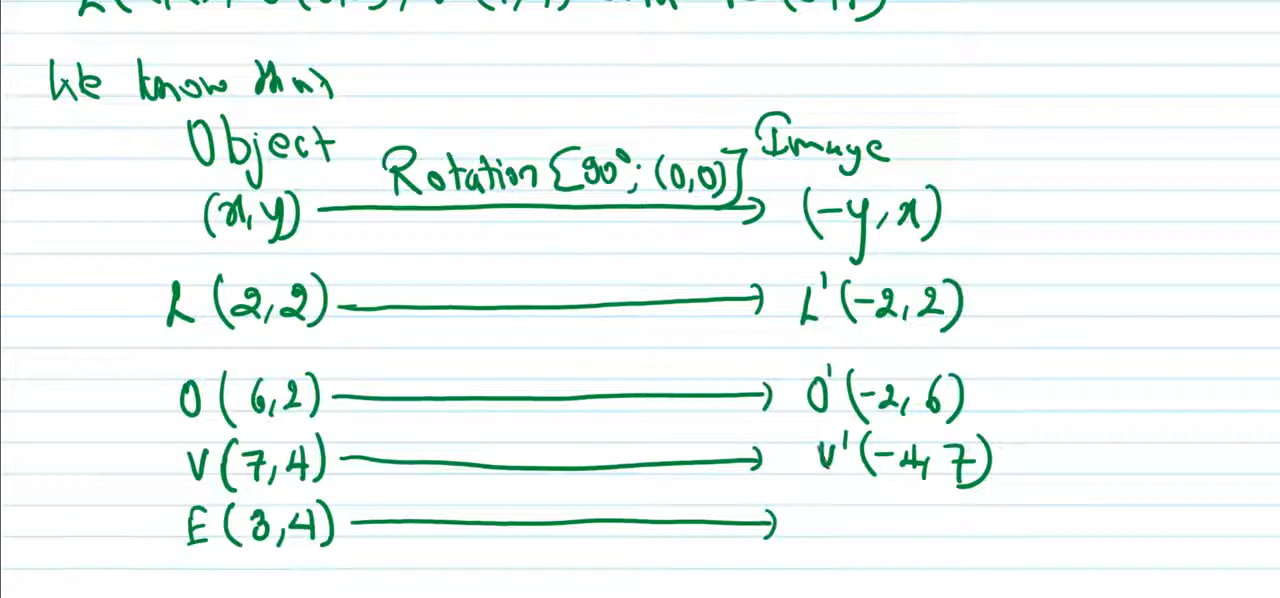 We know that
Object Rotation [90°; (0,0)] Image
(x,y) → (-y,x)
L (2,2) → L'(-2,2)
O (6,2) → O'(-2,6)
V (7,4) → V'(-4,7)
E (3,4) →